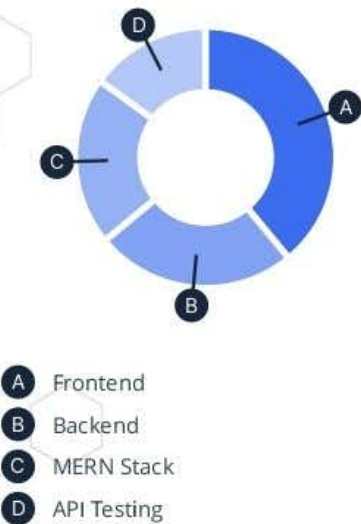 D
A
C
B
A Frontend
B Backend
C MERN Stack
D API Testing